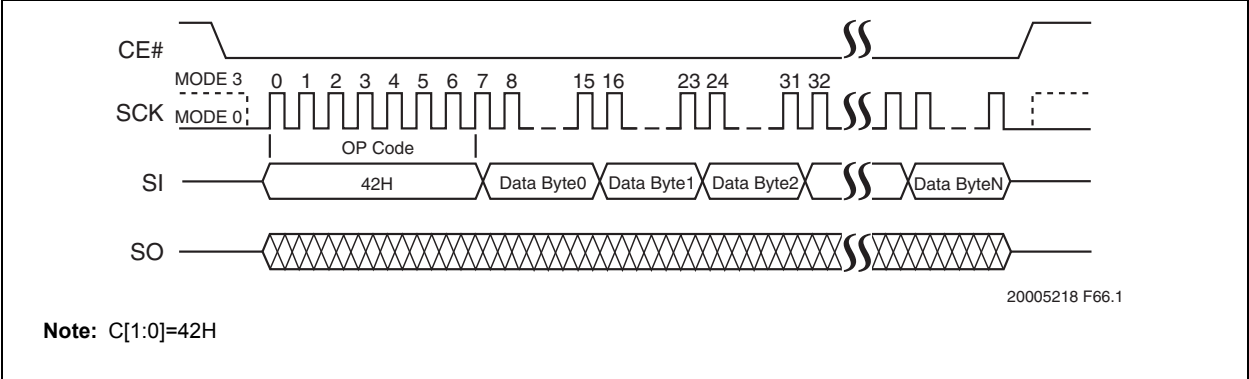 CE#
MODE 3 0 1 2 3 4 5 6 7 8 15 16 23 24 31 32
SCK MODE 0
OP Code
SI 42H Data Byte0 Data Byte1 Data Byte2 Data ByteN
SO
20005218 F66.1
Note: C[1:0]=42H